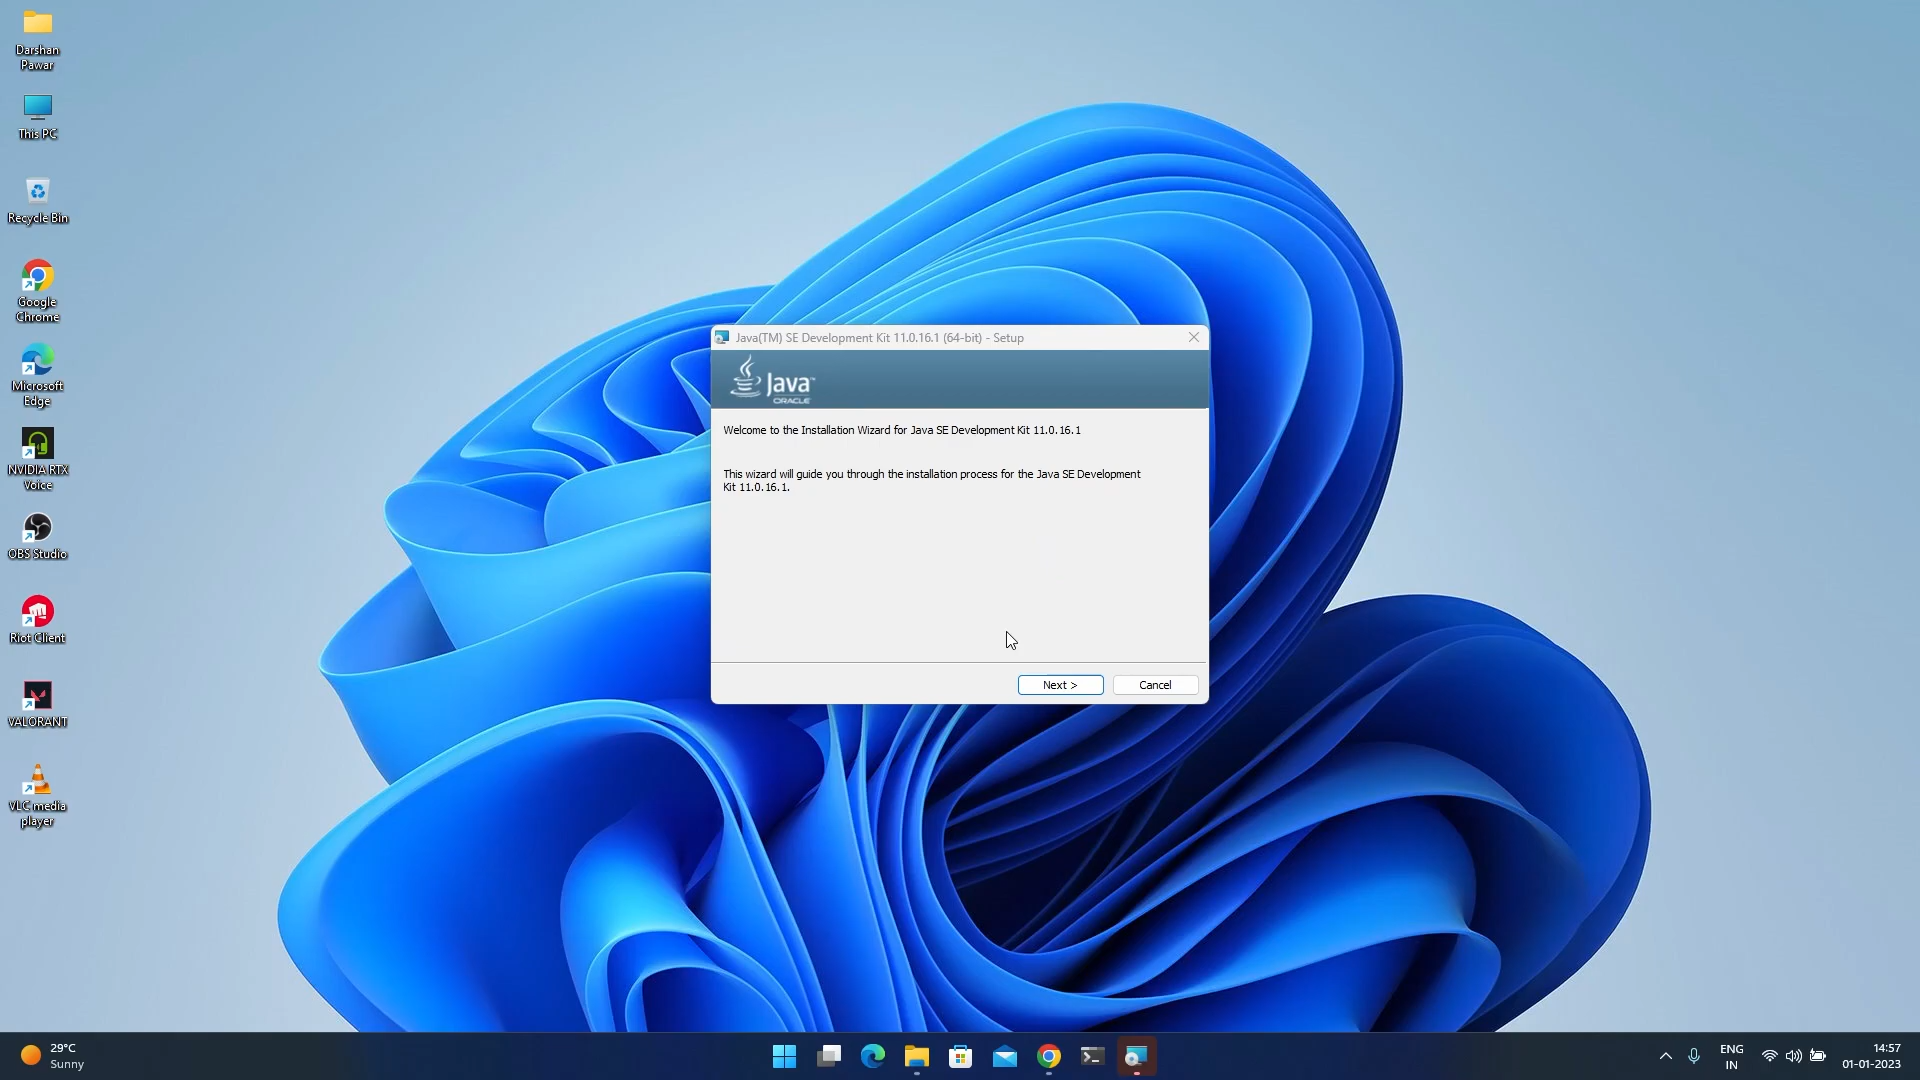 Darshan
Pawar
This PC
Recycle Bin
Google
Chrome
Microsoft
Edge
NVIDIA RTX
Voice
OBS Studio
Riot Client
VALORANT
VLC media
player
Java(TM) SE Development Kit 11.0.16.1 (64-bit) - Setup
Java™
ORACLE
Welcome to the Installation Wizard for Java SE Development Kit 11.0.16.1
This wizard will guide you through the installation process for the Java SE Development
Kit 11.0.16.1.
Next >
Cancel
29°C
Sunny
ENG
IN
14:57
01-01-2023